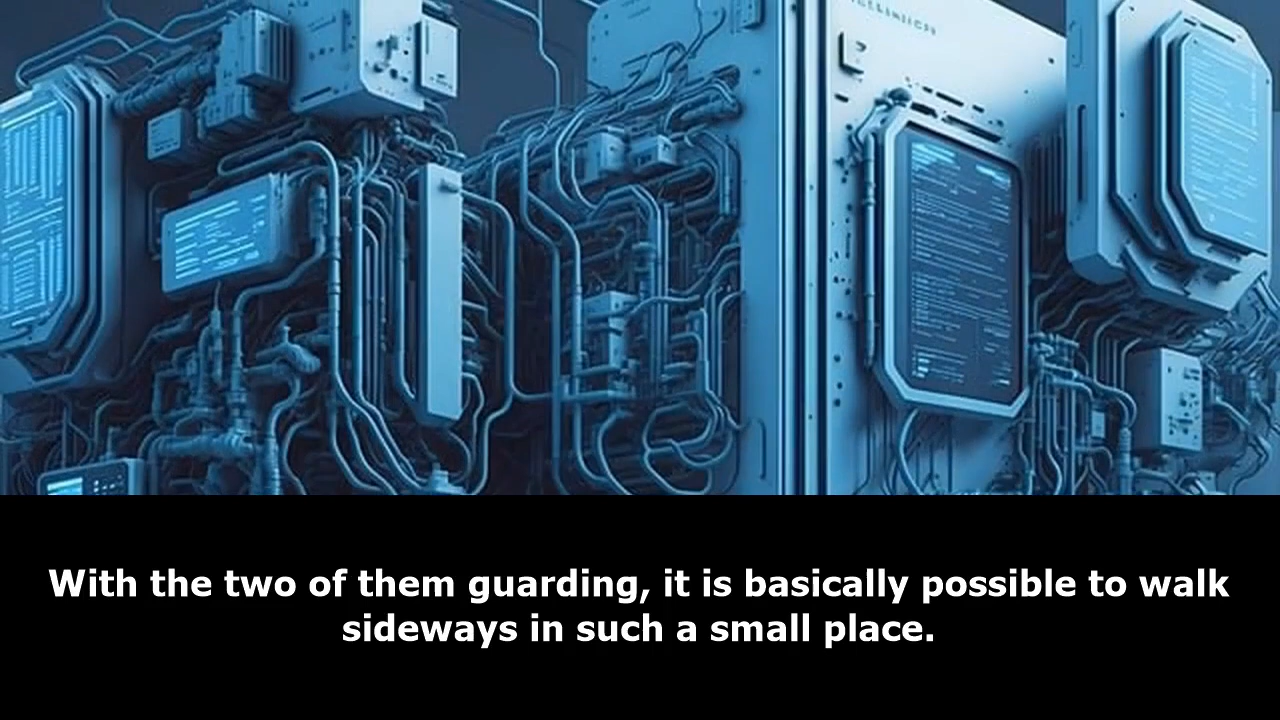 With the two of them guarding, it is basically possible to walk
sideways in such a small place.